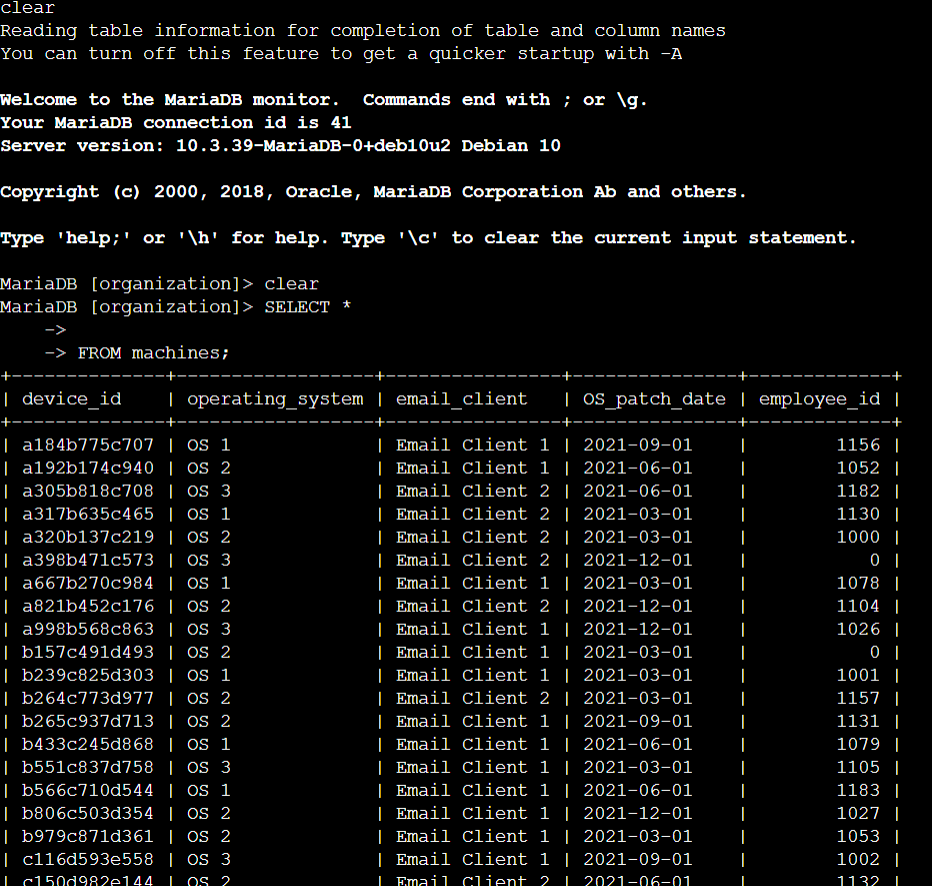 clear
Reading table information for completion of table and column names
You can turn off this feature to get a quicker startup with -A
Welcome to the MariaDB monitor.  Commands end with ; or \g.
Your MariaDB connection id is 41
Server version: 10.3.39-MariaDB-0+deb10u2 Debian 10
Copyright (c) 2000, 2018, Oracle, MariaDB Corporation Ab and others.
Type 'help;' or '\h' for help. Type '\c' to clear the current input statement.
MariaDB [organization]> clear
MariaDB [organization]> SELECT *
    ->
    -> FROM machines;
+--------------+------------------+----------------+---------------+-------------+
| device_id    | operating_system | email_client   | OS_patch_date | employee_id |
+--------------+------------------+----------------+---------------+-------------+
| a184b775c707 | OS 1             | Email Client 1 | 2021-09-01    |        1156 |
| a192b174c940 | OS 2             | Email Client 1 | 2021-06-01    |        1052 |
| a305b818c708 | OS 3             | Email Client 2 | 2021-06-01    |        1182 |
| a317b635c465 | OS 1             | Email Client 2 | 2021-03-01    |        1130 |
| a320b137c219 | OS 2             | Email Client 2 | 2021-03-01    |        1000 |
| a398b471c573 | OS 3             | Email Client 2 | 2021-12-01    |           0 |
| a667b270c984 | OS 1             | Email Client 1 | 2021-03-01    |        1078 |
| a821b452c176 | OS 2             | Email Client 2 | 2021-12-01    |        1104 |
| a998b568c863 | OS 3             | Email Client 1 | 2021-12-01    |        1026 |
| b157c491d493 | OS 2             | Email Client 1 | 2021-03-01    |           0 |
| b239c825d303 | OS 1             | Email Client 1 | 2021-03-01    |        1001 |
| b264c773d977 | OS 2             | Email Client 2 | 2021-03-01    |        1157 |
| b265c937d713 | OS 2             | Email Client 1 | 2021-09-01    |        1131 |
| b433c245d868 | OS 1             | Email Client 1 | 2021-06-01    |        1079 |
| b551c837d758 | OS 3             | Email Client 1 | 2021-03-01    |        1105 |
| b566c710d544 | OS 1             | Email Client 1 | 2021-06-01    |        1183 |
| b806c503d354 | OS 2             | Email Client 1 | 2021-12-01    |        1027 |
| b979c871d361 | OS 2             | Email Client 1 | 2021-03-01    |        1053 |
| c116d593e558 | OS 3             | Email Client 1 | 2021-09-01    |        1002 |
| c150d982e144 | OS 2             | Email Client 2 | 2021-03-01    |        1132 |